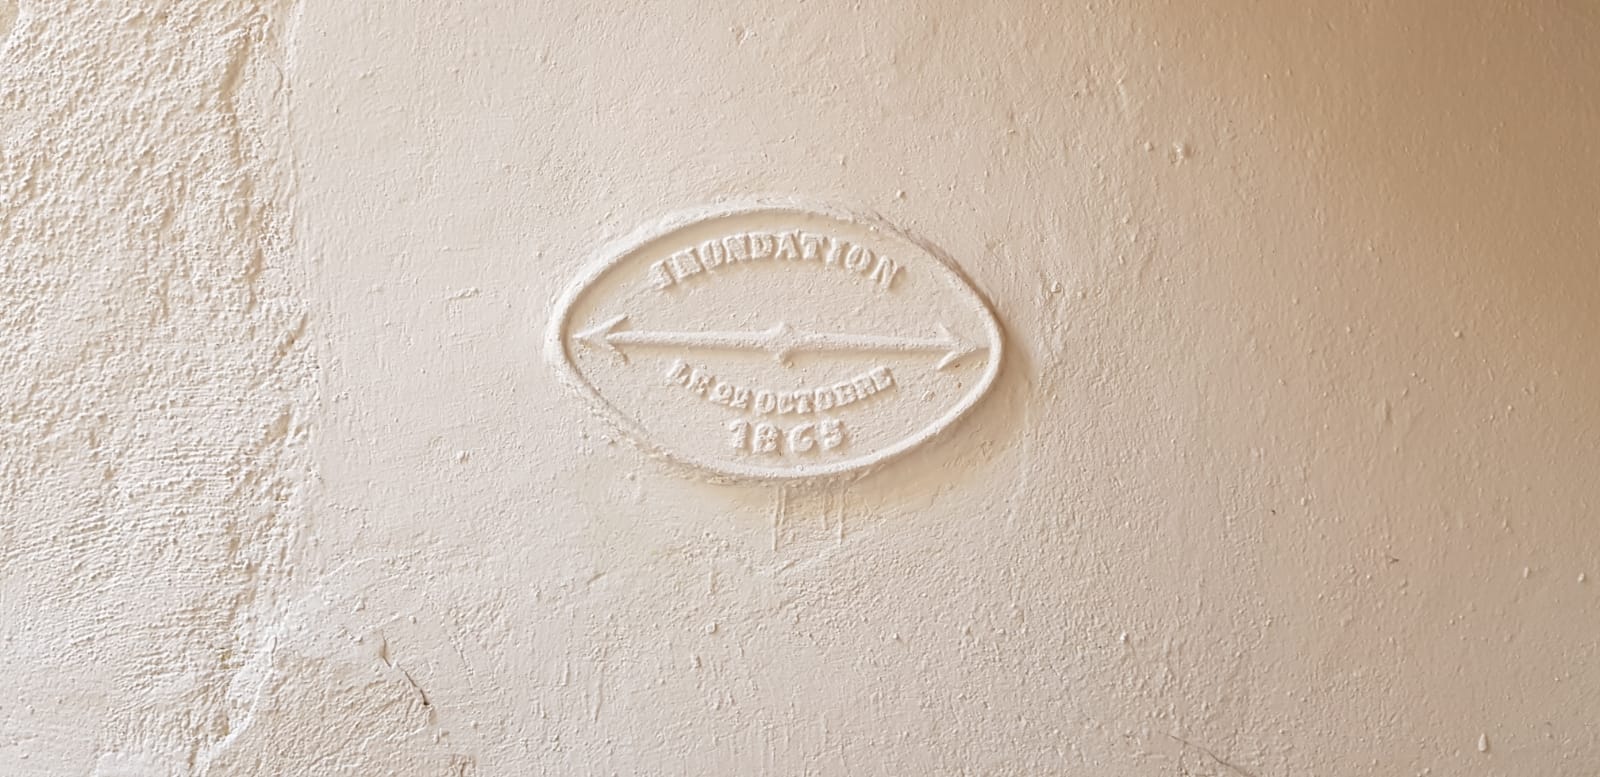 INONDATION
LE 22 OCTOBRE
1865